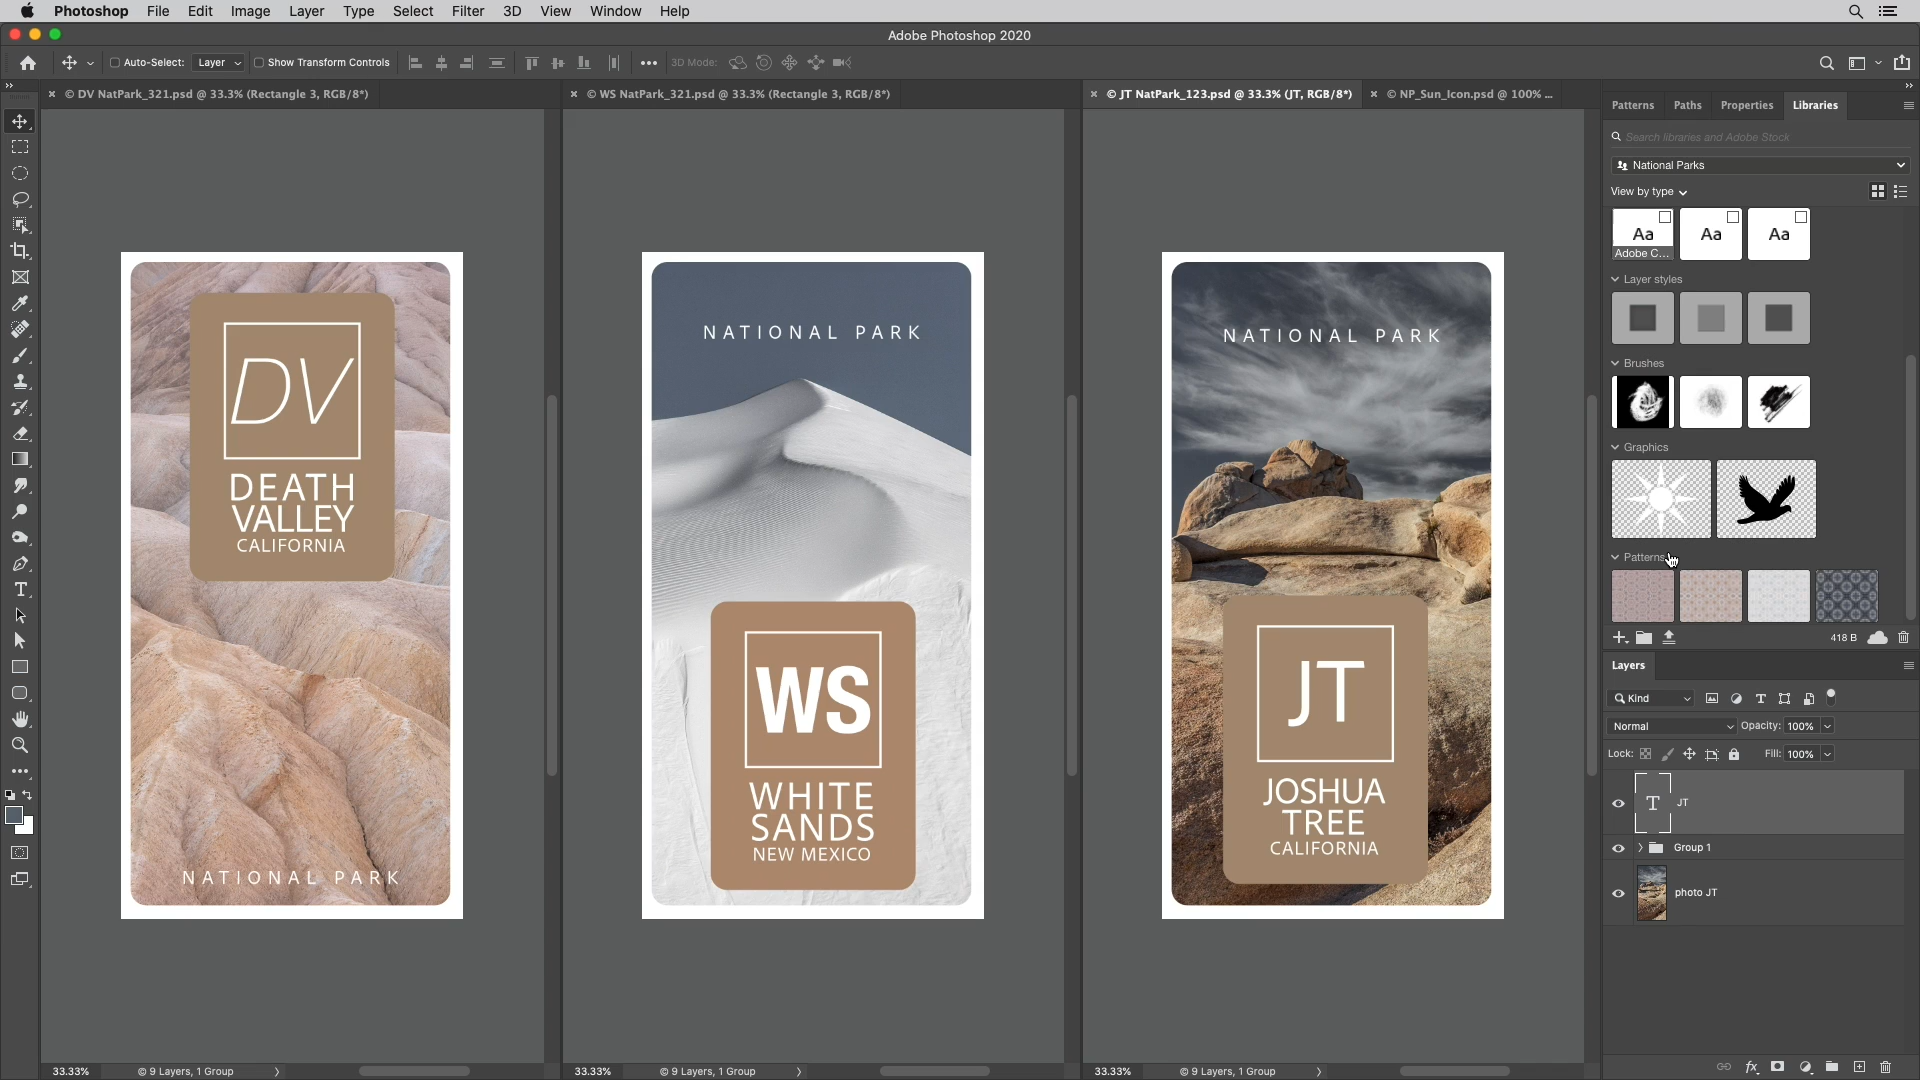 Photoshop File Edit Image Layer Type Select Filter 3D View Window Help
Adobe Photoshop 2020
Auto-Select: Layer Show Transform Controls 3D Mode:
© DV NatPark_321.psd @ 33.3% (Rectangle 3, RGB/8*)
© WS NatPark_321.psd @ 33.3% (Rectangle 3, RGB/8*)
© JT NatPark_123.psd @ 33.3% (JT, RGB/8*)
© NP_Sun_Icon.psd @ 100% ...
DV
DEATH
VALLEY
CALIFORNIA
NATIONAL PARK
NATIONAL PARK
WS
WHITE
SANDS
NEW MEXICO
NATIONAL PARK
JT
JOSHUA
TREE
CALIFORNIA
33.33% © 9 Layers, 1 Group
33.33% © 9 Layers, 1 Group
33.33% © 9 Layers, 1 Group
Patterns Paths Properties Libraries
Search libraries and Adobe Stock
National Parks
View by type
Aa Aa Aa
Adobe C...
Layer styles
Brushes
Graphics
Patterns
418 B
Layers
Kind
Normal Opacity: 100%
Lock: Fill: 100%
T JT
Group 1
photo JT
fx